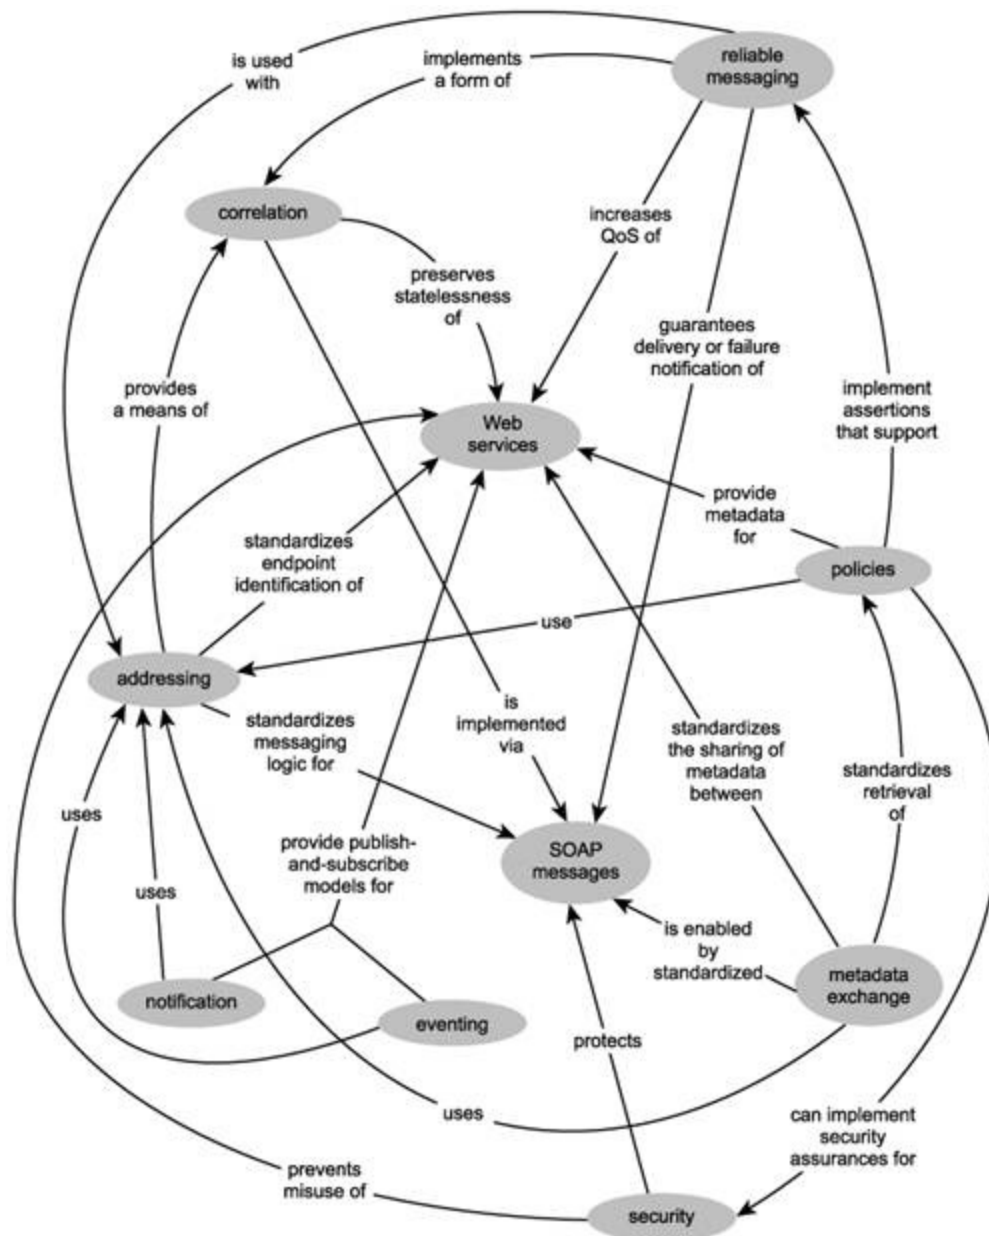 reliable
messaging
is used
with
implements
a form of
correlation
increases
QoS of
preserves
statelessness
of
guarantees
delivery or failure
notification of
provides
a means of
implement
assertions
that support
Web
services
provide
metadata
for
standardizes
endpoint
identification of
policies
use
addressing
standardizes
messaging
logic for
is
implemented
via
standardizes
the sharing of
metadata
between
standardizes
retrieval
of
uses
provide publish-
and-subscribe
models for
SOAP
messages
uses
is enabled
by
standardized
metadata
exchange
notification
eventing
protects
uses
can implement
security
assurances for
prevents
misuse of
security